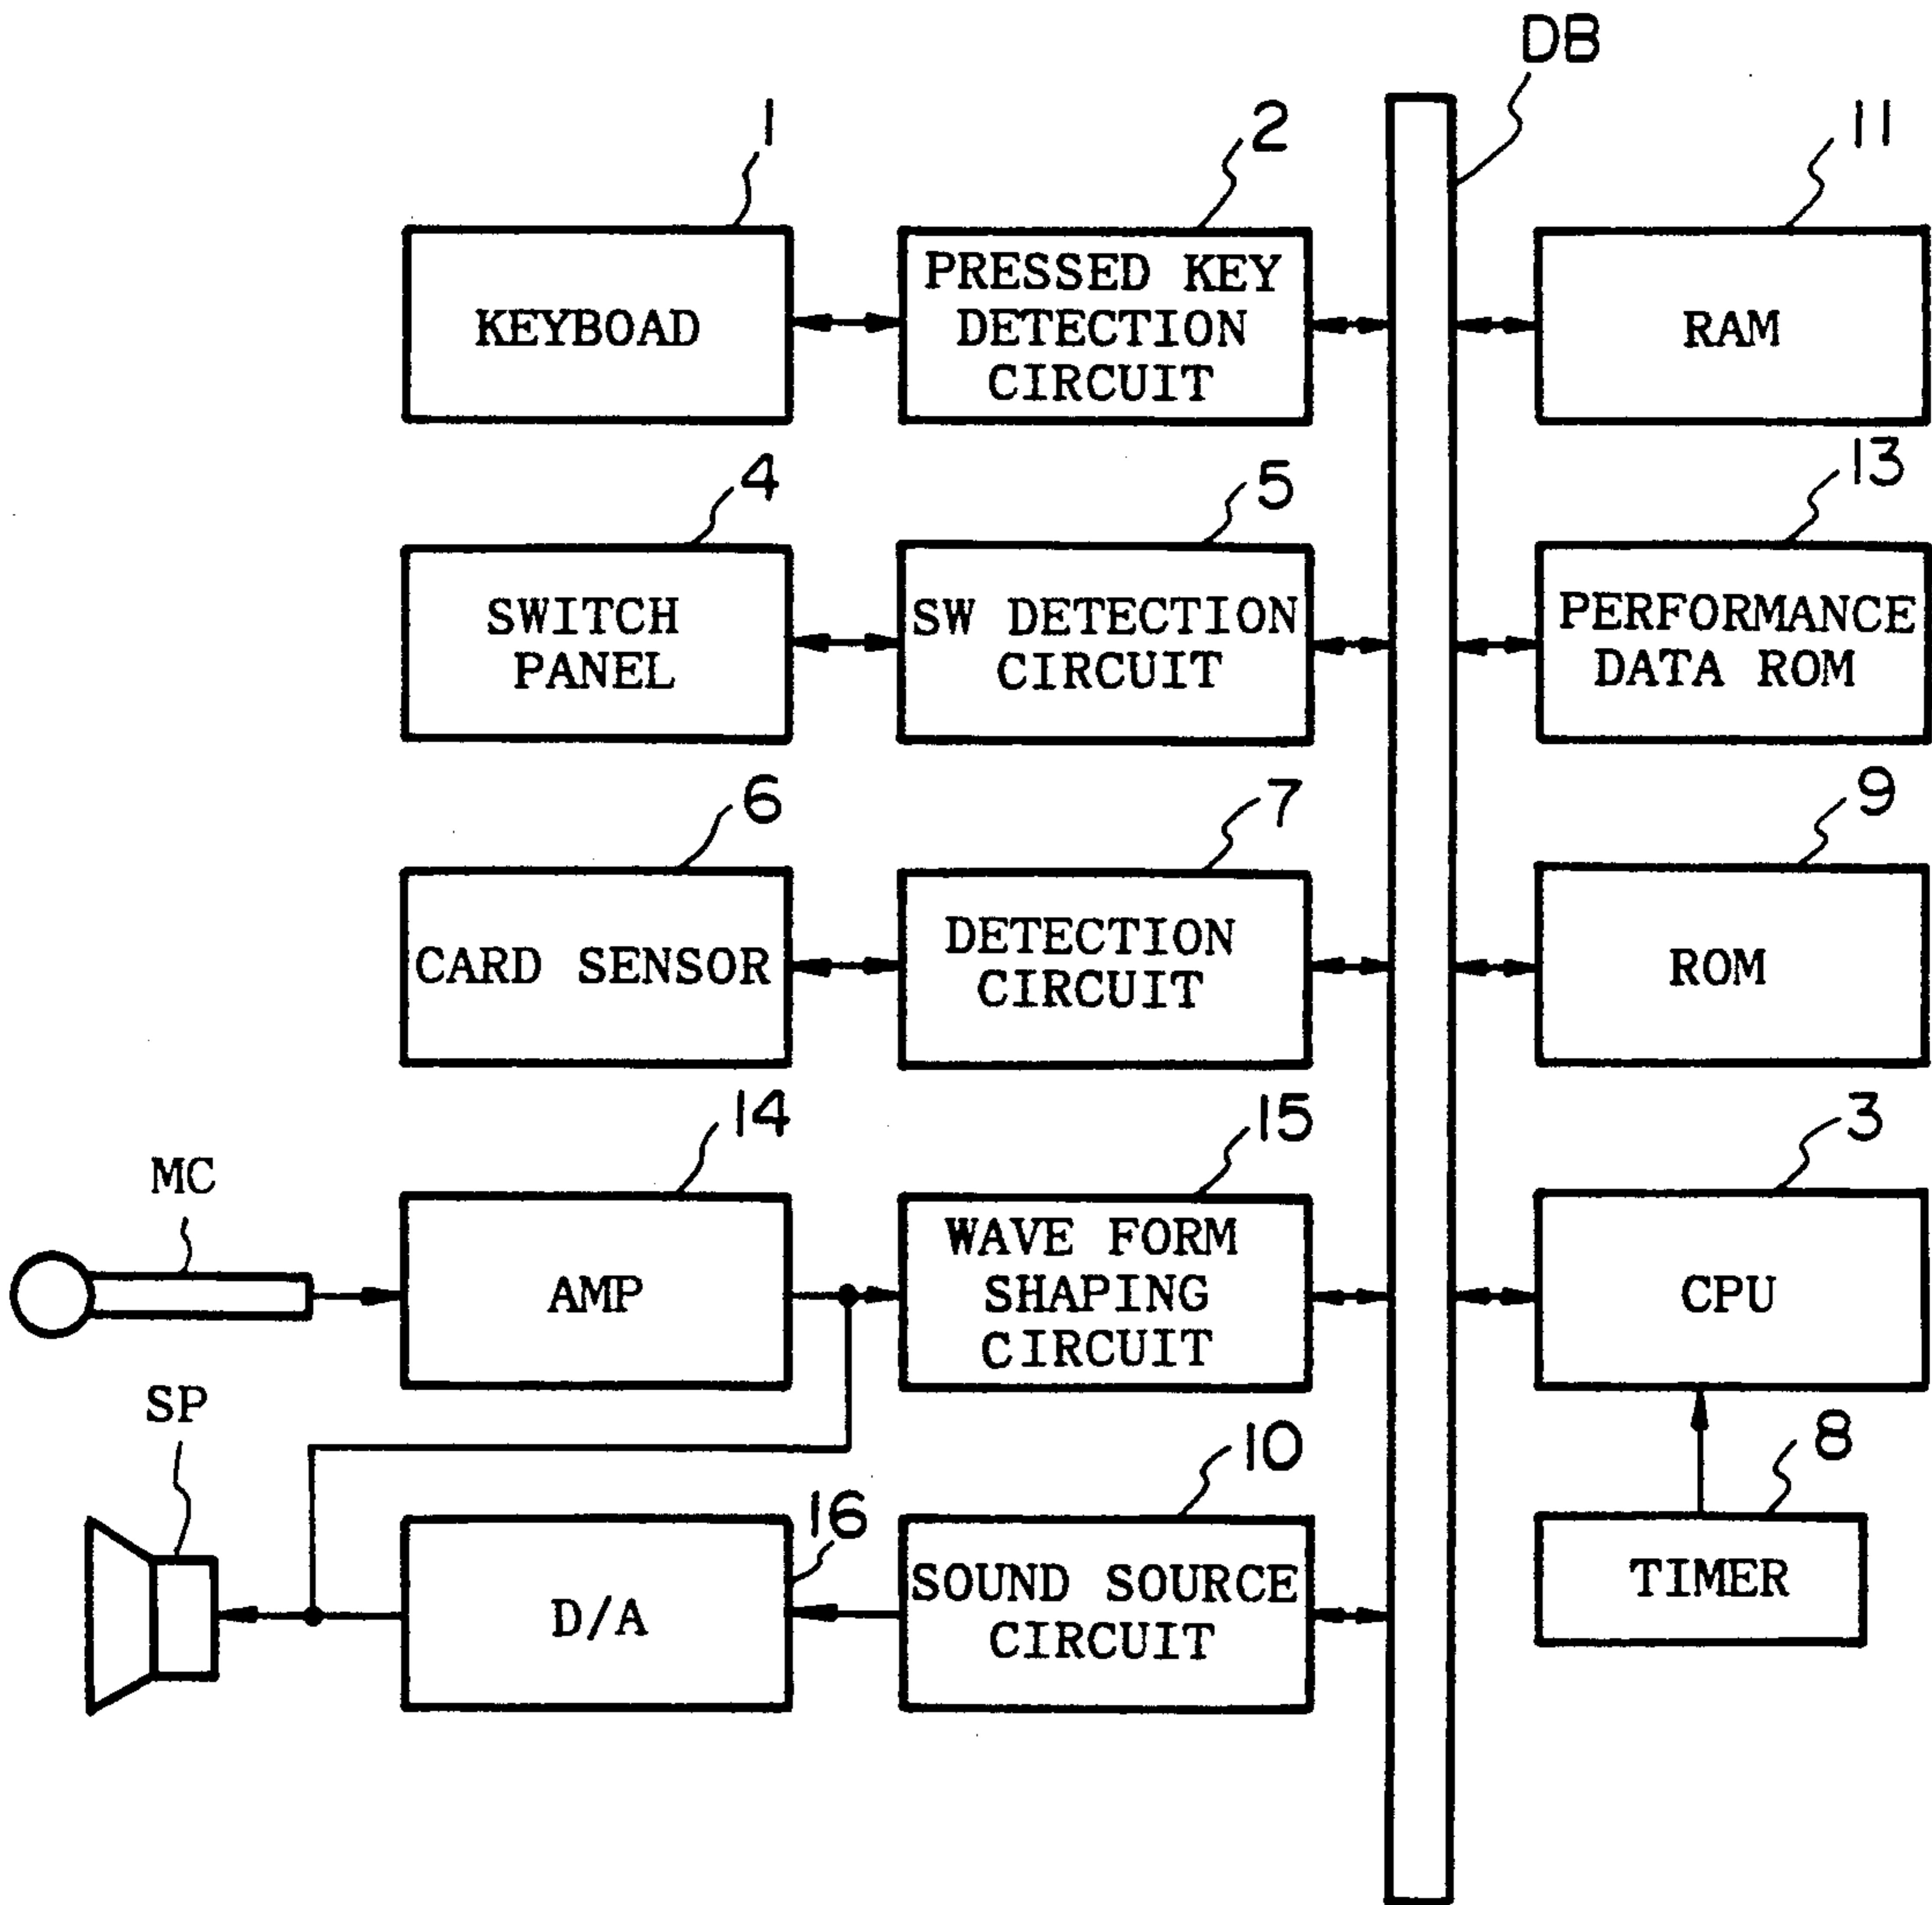 DB
1
2
11
KEYBOAD
PRESSED KEY
DETECTION
CIRCUIT
RAM
4
5
13
SWITCH
PANEL
SW DETECTION
CIRCUIT
PERFORMANCE
DATA ROM
6
7
9
CARD SENSOR
DETECTION
CIRCUIT
ROM
MC
14
15
3
AMP
WAVE FORM
SHAPING
CIRCUIT
CPU
SP
16
10
8
D/A
SOUND SOURCE
CIRCUIT
TIMER